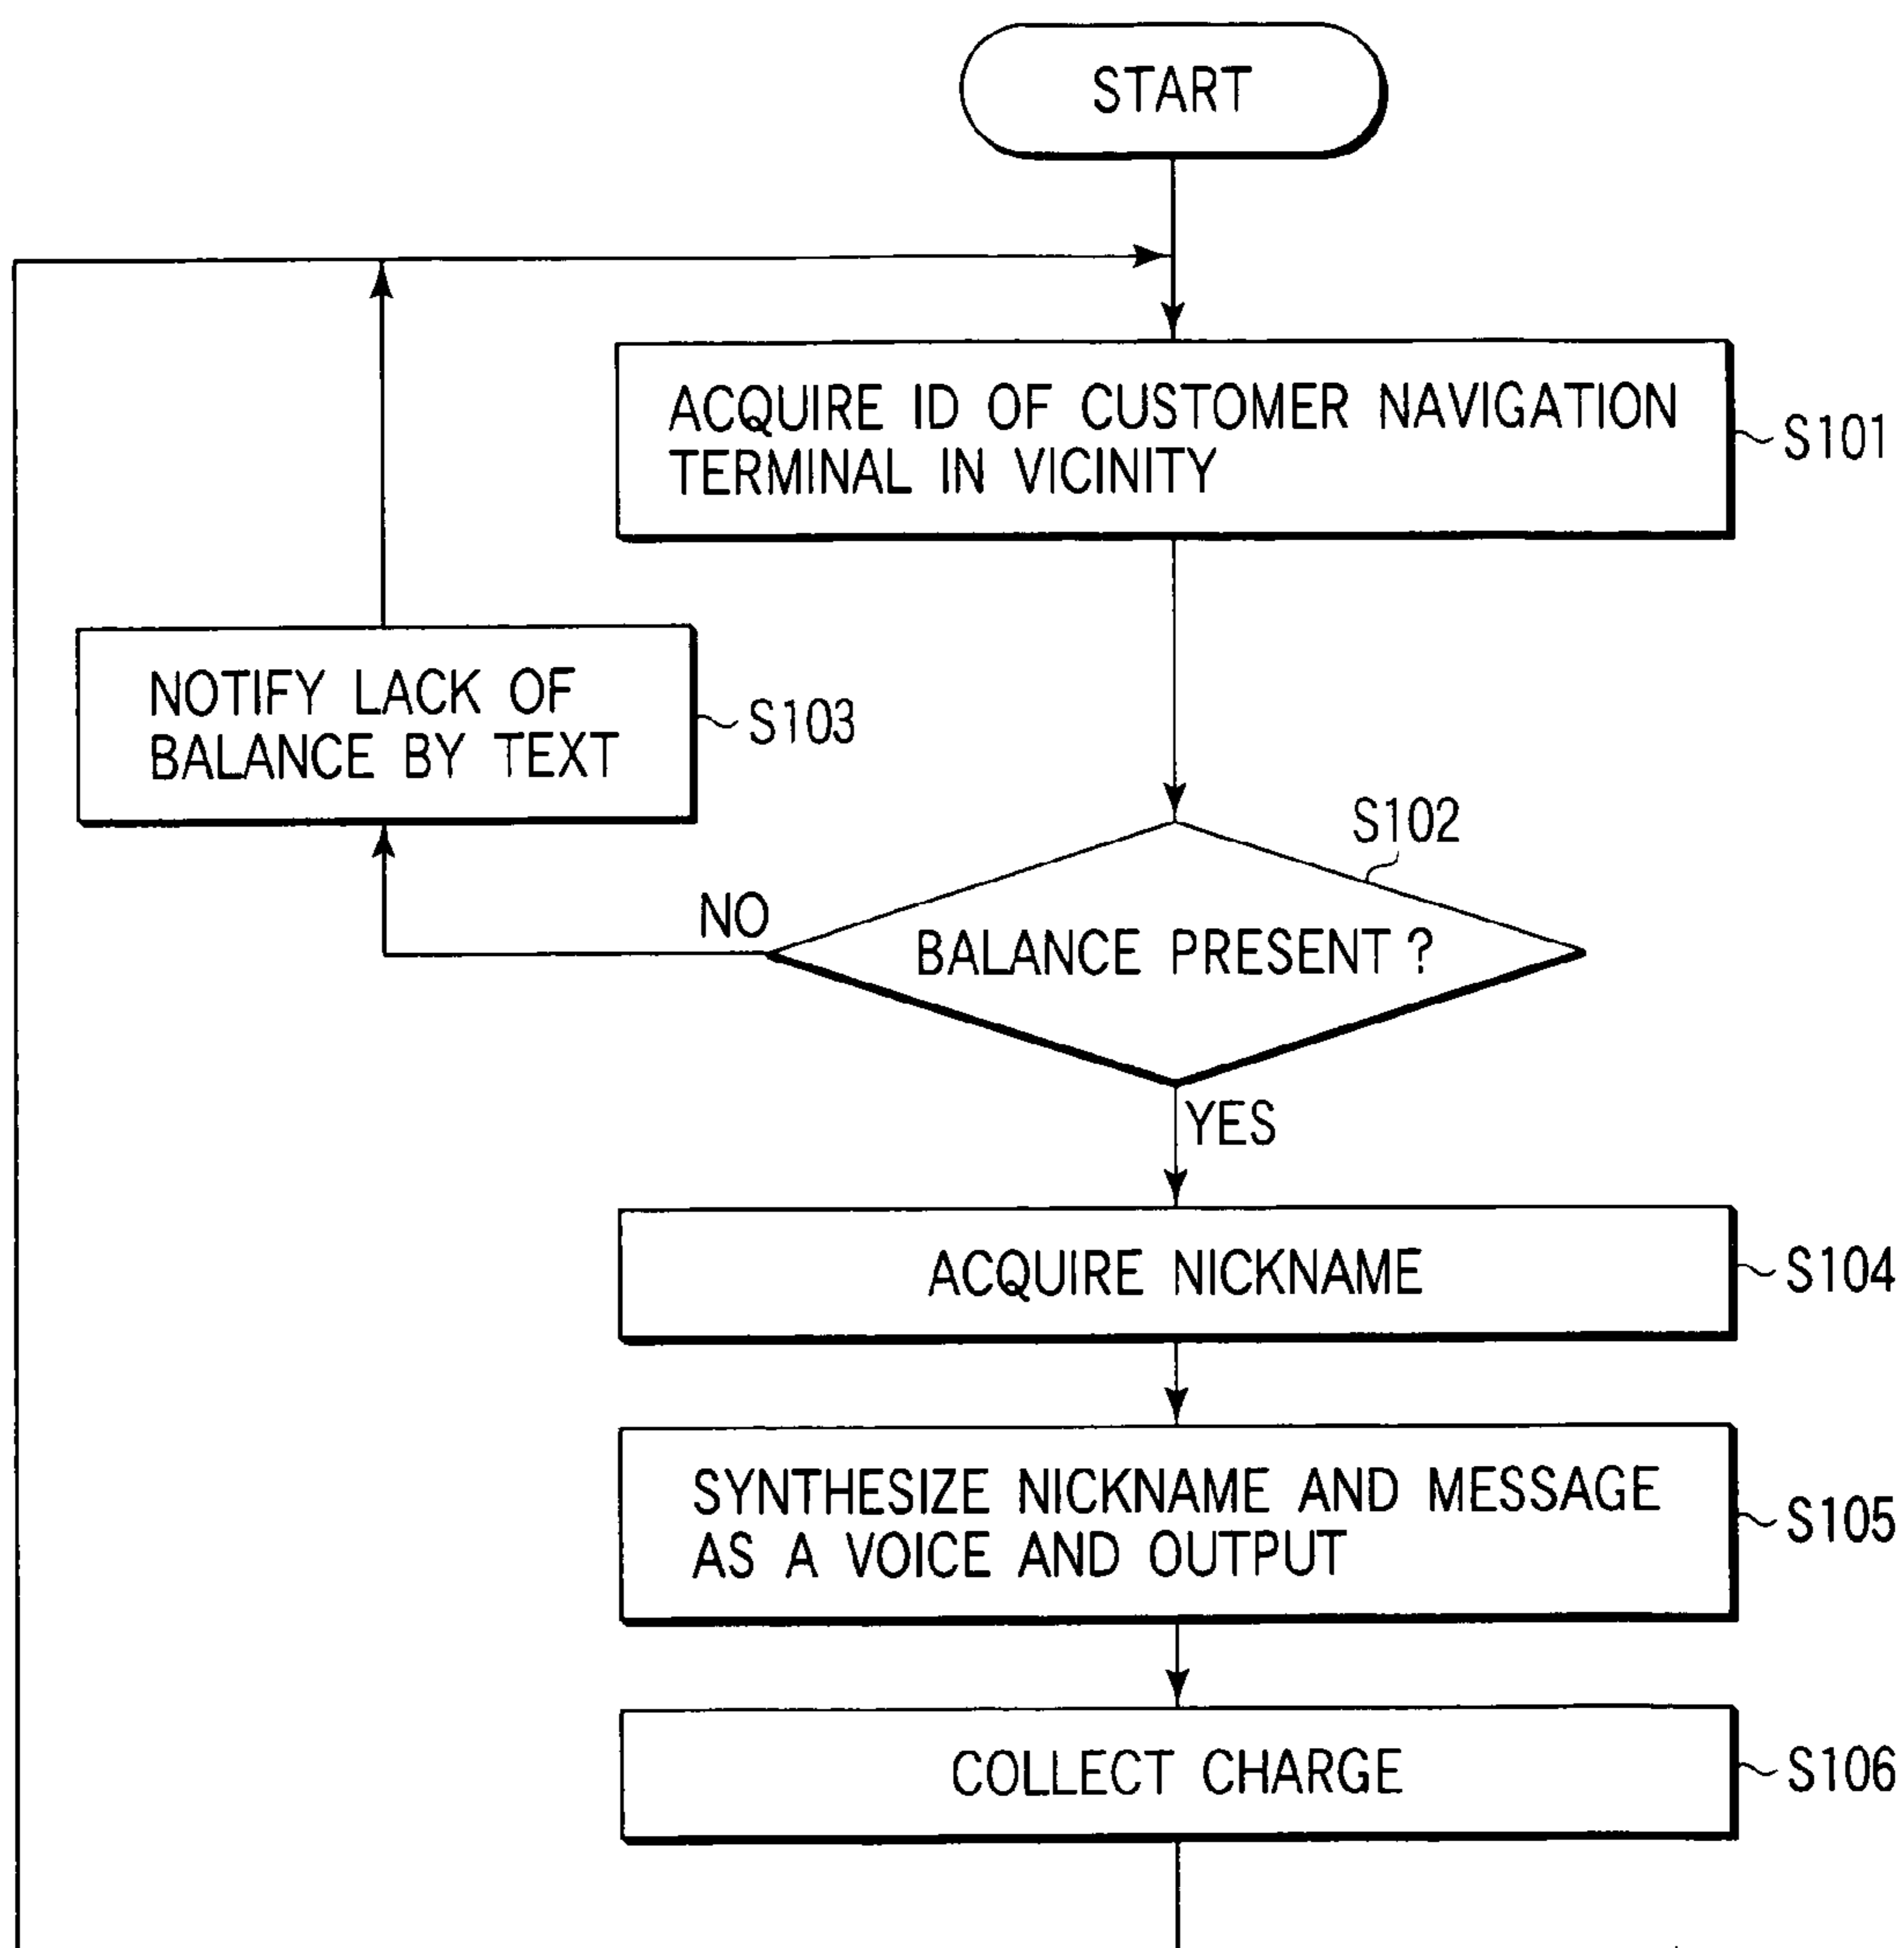 START
ACQUIRE ID OF CUSTOMER NAVIGATION
TERMINAL IN VICINITY
S101
NOTIFY LACK OF
BALANCE BY TEXT
S103
S102
NO
BALANCE PRESENT ?
YES
ACQUIRE NICKNAME
S104
SYNTHESIZE NICKNAME AND MESSAGE
AS A VOICE AND OUTPUT
S105
COLLECT CHARGE
S106